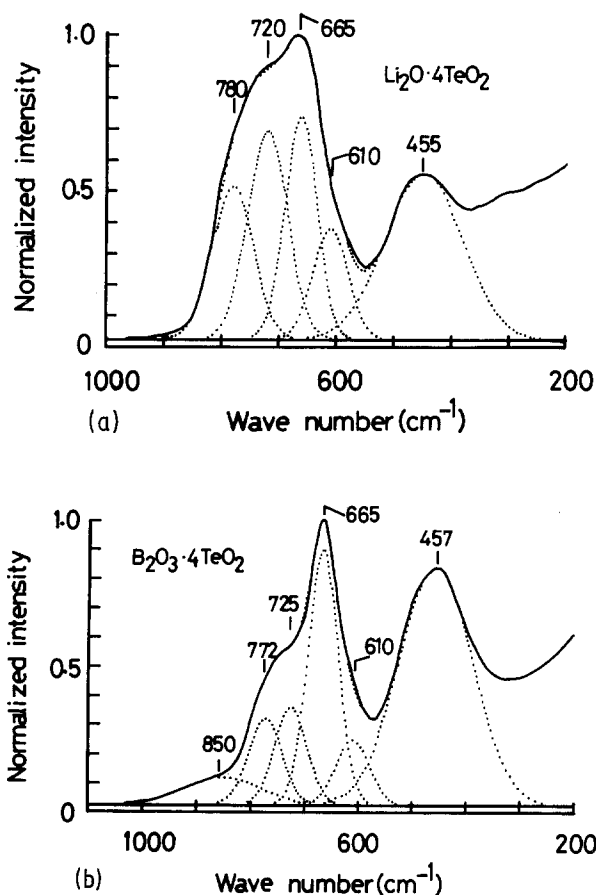 1.0
720
665
Li₂O·4TeO₂
780
610
455
0.5
0
1000
600
200
Normalized intensity
(a)
Wave number (cm⁻¹)
1.0
665
B₂O₃·4TeO₂
457
725
772
610
0.5
850
0
1000
600
200
Normalized intensity
(b)
Wave number (cm⁻¹)